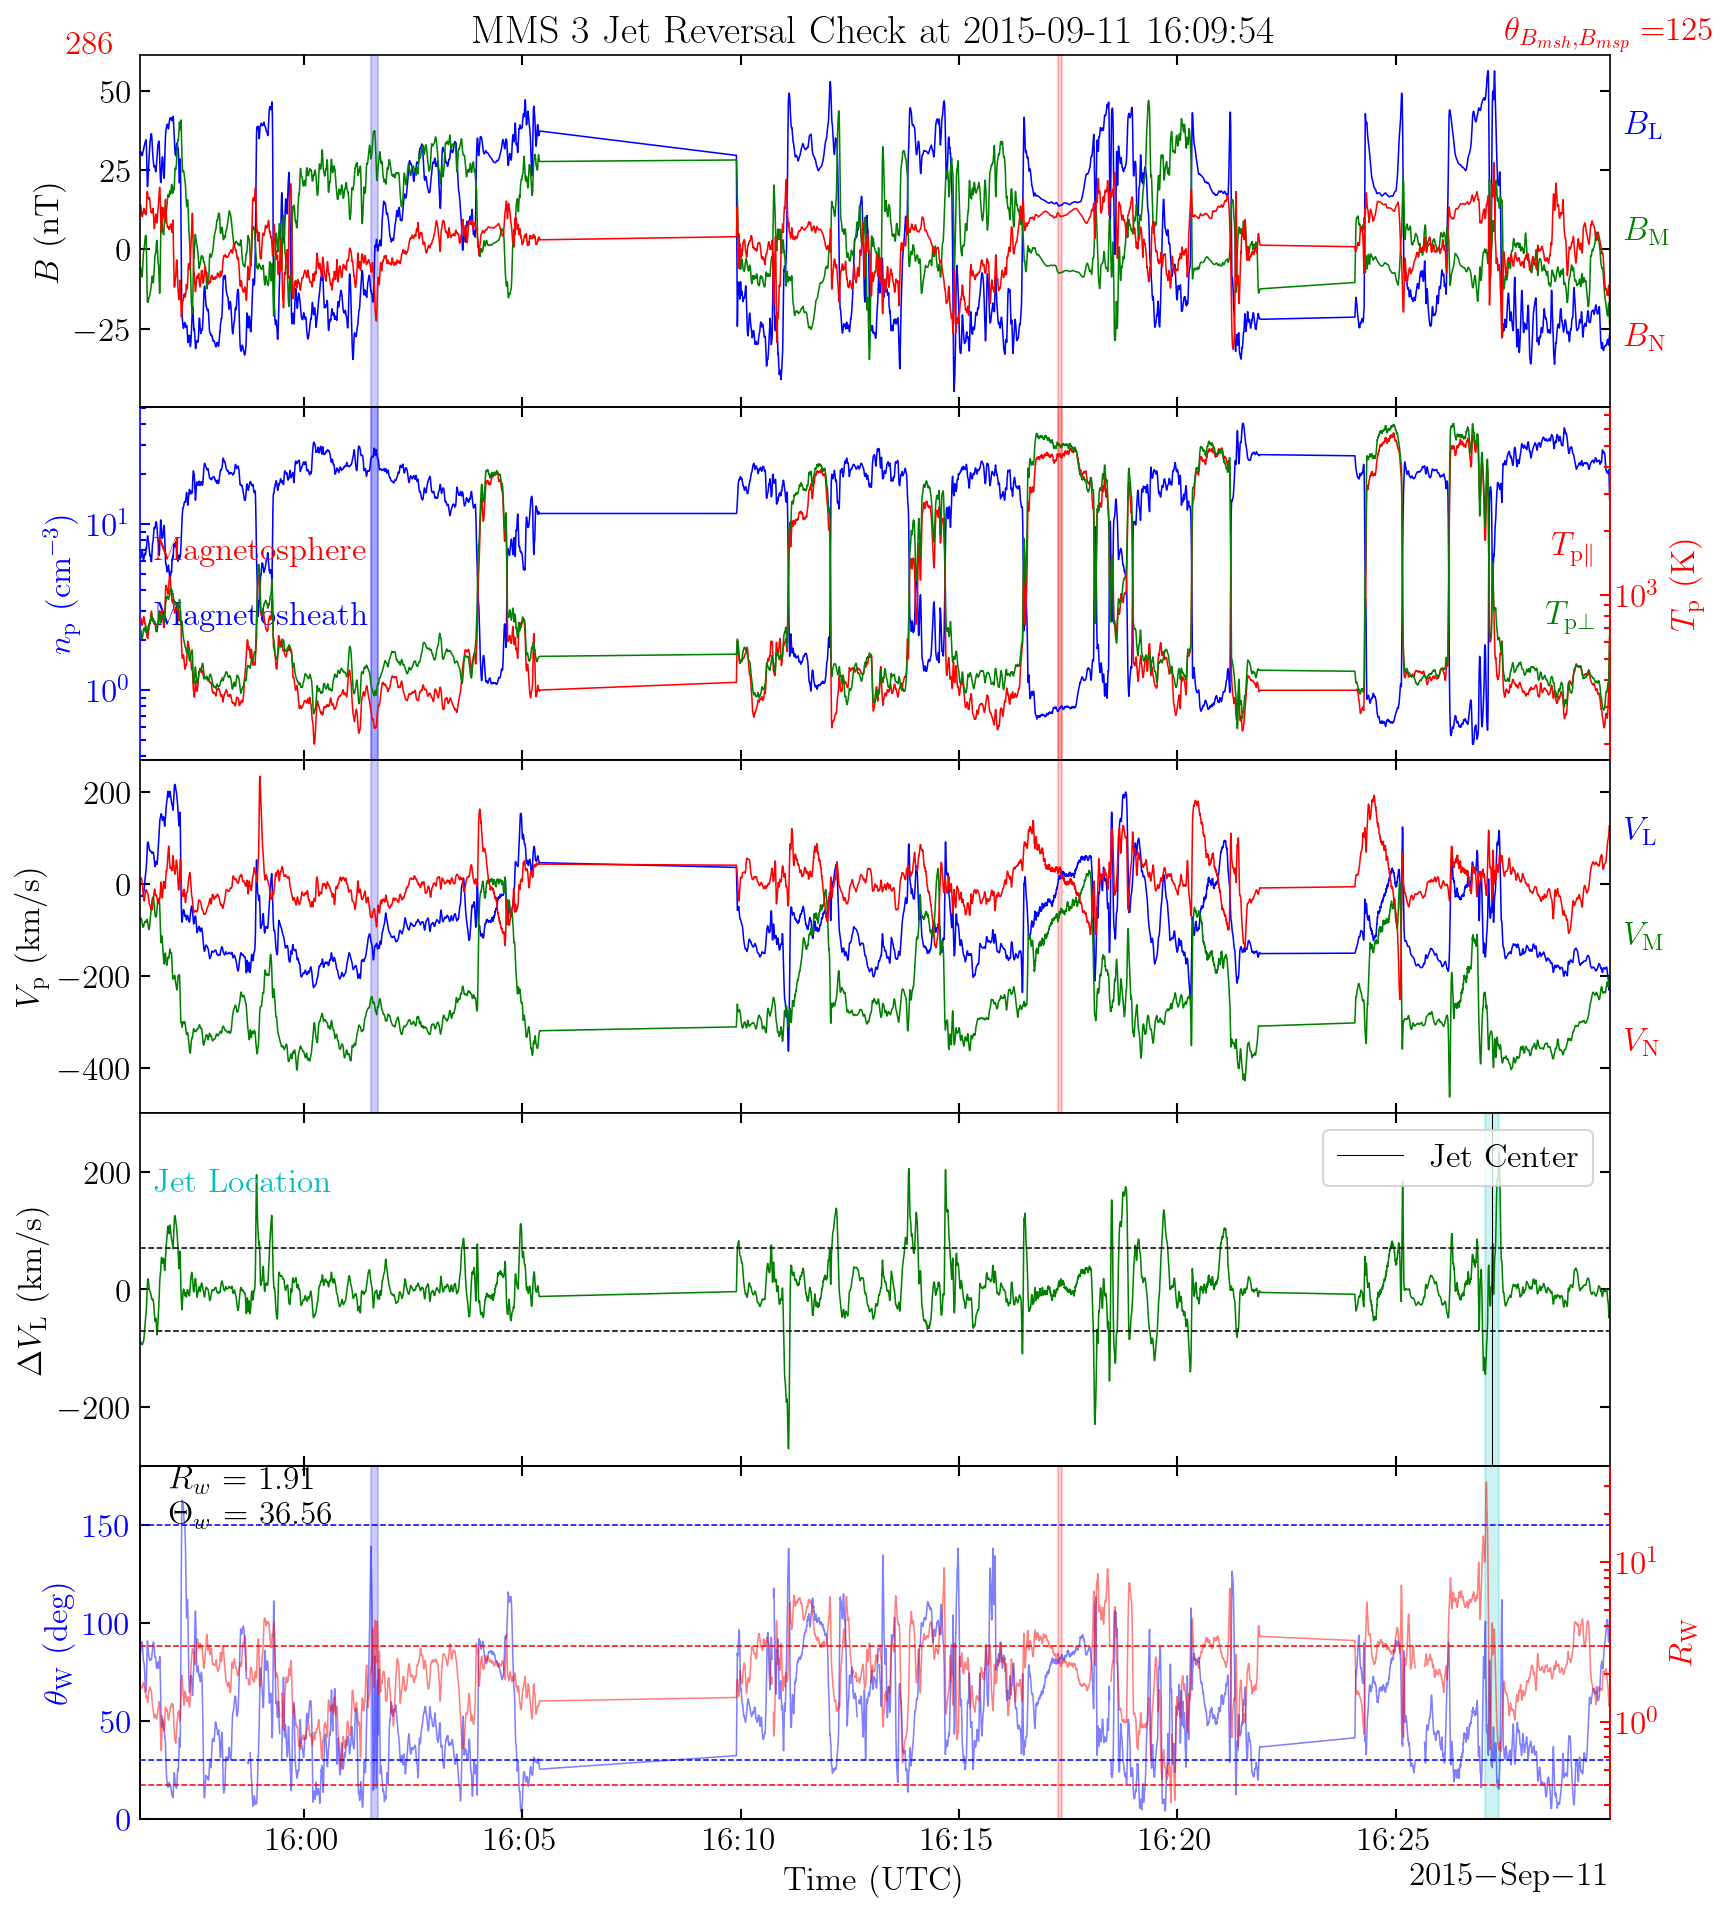 286
MMS 3 Jet Reversal Check at 2015-09-11 16:09:54
θ_{B_{msh},B_{msp}} =125
50
25
0
−25
B (nT)
B_L
B_M
B_N
10^1
10^0
n_p (cm^{−3})
Magnetosphere
Magnetosheath
T_{p∥}
T_{p⊥}
10^3
T_p (K)
200
0
−200
−400
V_p (km/s)
V_L
V_M
V_N
200
0
−200
ΔV_L (km/s)
Jet Location
Jet Center
R_w = 1.91
Θ_w = 36.56
150
100
50
0
θ_W (deg)
10^1
10^0
R_W
16:00 16:05 16:10 16:15 16:20 16:25
Time (UTC)
2015−Sep−11